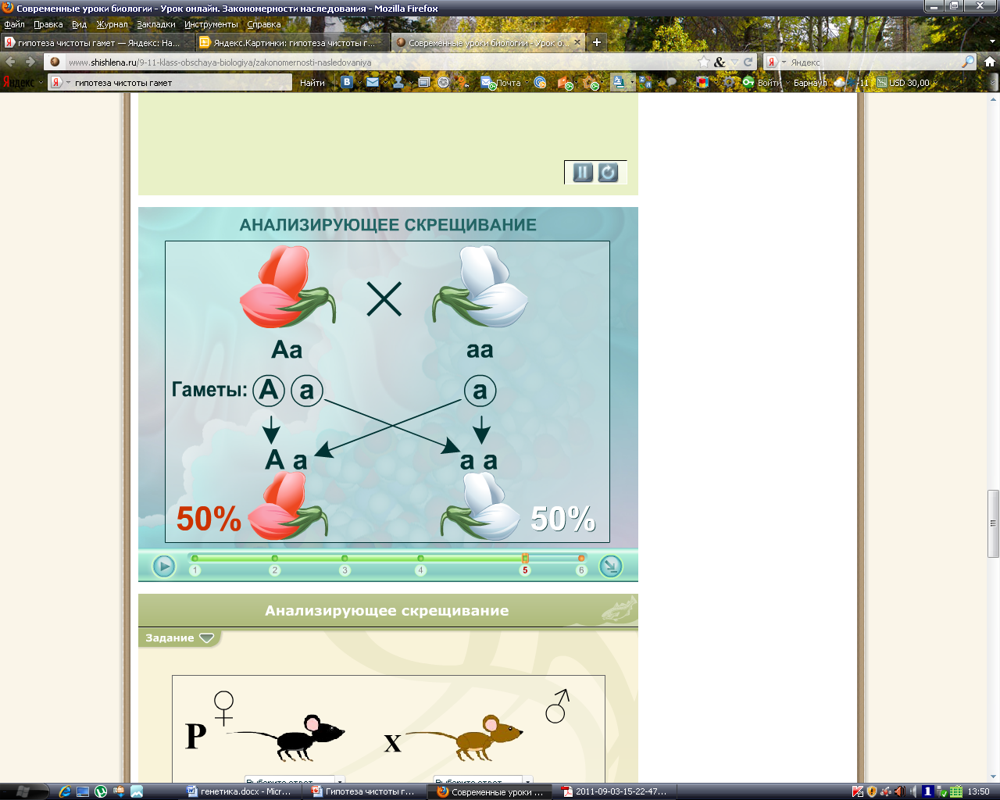 Современные уроки биологии - Урок онлайн. Закономерности наследования - Mozilla Firefox
Файл Правка Вид Журнал Закладки Инструменты Справка
гипотеза чистоты гамет — Яндекс: На... Яндекс.Картинки: гипотеза чистоты г... Современные уроки биологии - Урок о...
www.shishlena.ru/9-11-klass-obschaya-biologiya/zakonomernosti-nasledovaniya Яндекс
Яндекс гипотеза чистоты гамет Найти Почта Войти Барнаул -11 USD 30,00
АНАЛИЗИРУЮЩЕЕ СКРЕЩИВАНИЕ
Aa aa
Гаметы: A a a
A a a a
50% 50%
1 2 3 4 5 6
Анализирующее скрещивание
Задание
P x
Выберите ответ Выберите ответ
генетика.docx - Micr... Гипотеза чистоты г... Современные уроки ... 2011-09-03-15-22-47... 1 13:50